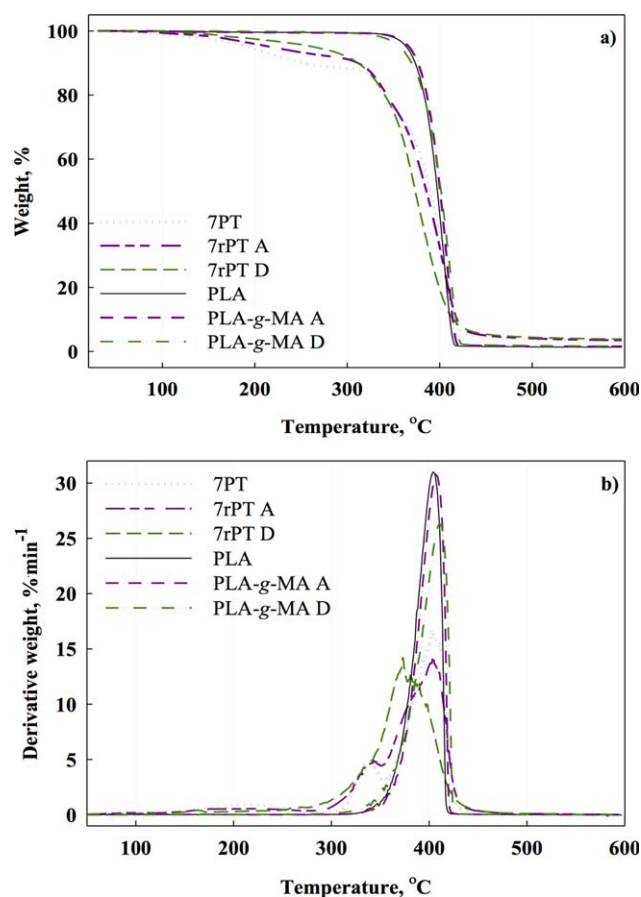 100
a)
80
60
Weight, %
7PT
40
7rPT A
7rPT D
PLA
20
PLA-g-MA A
PLA-g-MA D
0
100 200 300 400 500 600
Temperature, °C
30
b)
7PT
7rPT A
25
7rPT D
PLA
20
PLA-g-MA A
PLA-g-MA D
15
Derivative weight, %·min⁻¹
10
5
0
100 200 300 400 500 600
Temperature, °C